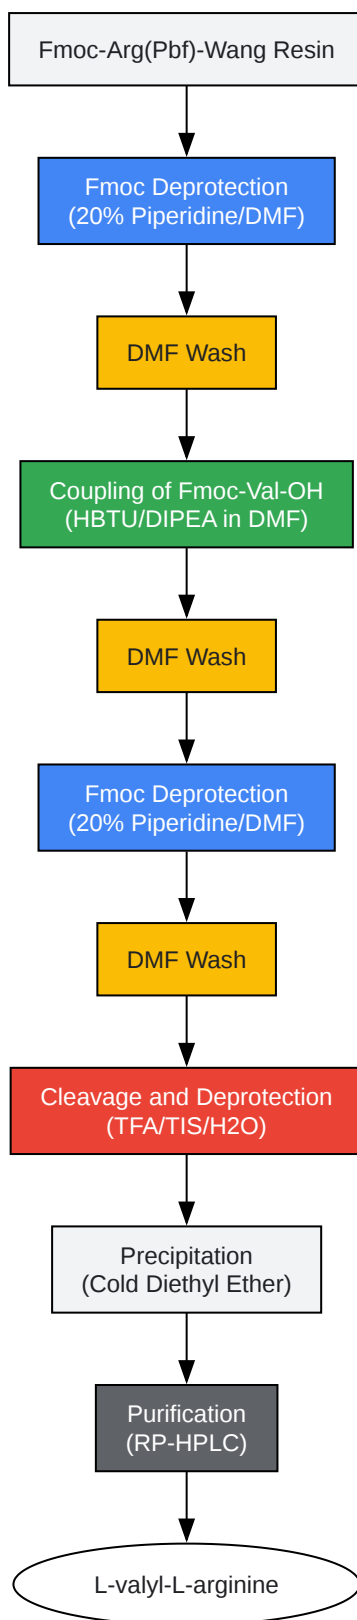 Fmoc-Arg(Pbf)-Wang Resin
Fmoc Deprotection
(20% Piperidine/DMF)
DMF Wash
Coupling of Fmoc-Val-OH
(HBTU/DIPEA in DMF)
DMF Wash
Fmoc Deprotection
(20% Piperidine/DMF)
DMF Wash
Cleavage and Deprotection
(TFA/TIS/H2O)
Precipitation
(Cold Diethyl Ether)
Purification
(RP-HPLC)
L-valyl-L-arginine